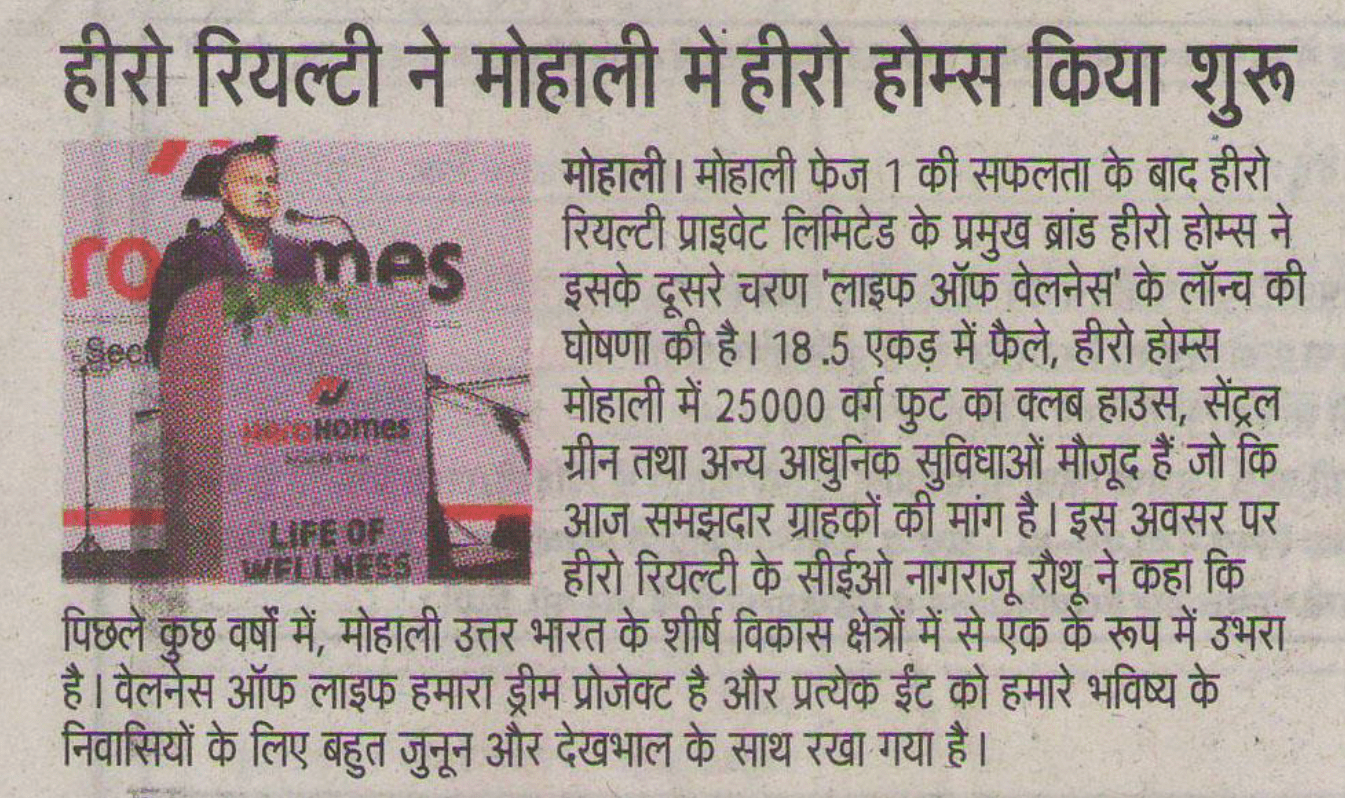 हीरो रियल्टी ने मोहाली में हीरो होम्स किया शुरू
मोहाली। मोहाली फेज 1 की सफलता के बाद हीरो
रियल्टी प्राइवेट लिमिटेड के प्रमुख ब्रांड हीरो होम्स ने
इसके दूसरे चरण 'लाइफ ऑफ वेलनेस' के लॉन्च की
घोषणा की है। 18.5 एकड़ में फैले, हीरो होम्स
मोहाली में 25000 वर्ग फुट का क्लब हाउस, सेंट्रल
ग्रीन तथा अन्य आधुनिक सुविधाओं मौजूद हैं जो कि
आज समझदार ग्राहकों की मांग है। इस अवसर पर
हीरो रियल्टी के सीईओ नागराजू रौथू ने कहा कि
पिछले कुछ वर्षों में, मोहाली उत्तर भारत के शीर्ष विकास क्षेत्रों में से एक के रूप में उभरा
है। वेलनेस ऑफ लाइफ हमारा ड्रीम प्रोजेक्ट है और प्रत्येक ईंट को हमारे भविष्य के
निवासियों के लिए बहुत जुनून और देखभाल के साथ रखा गया है।
ro mes
Sec
HeroHomes
LIFE OF
WELLNESS